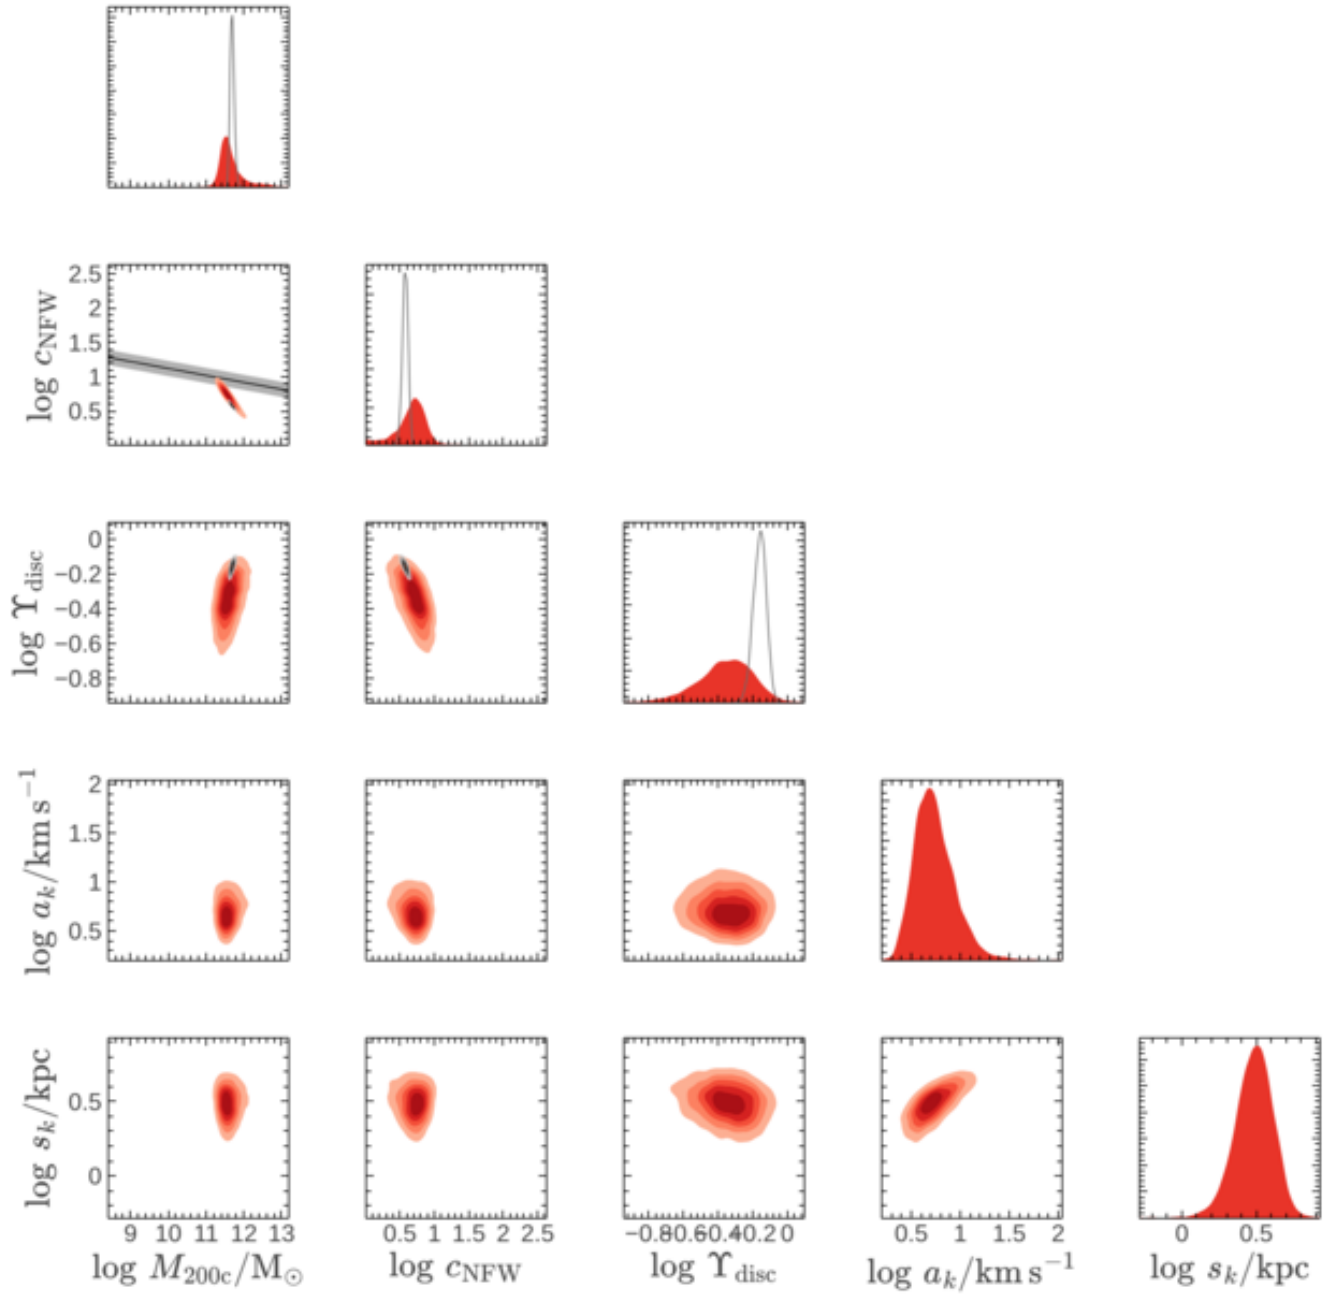 2.5
2
1.5
1
0.5
log c_NFW
0
−0.2
−0.4
−0.6
−0.8
log ϒ_disc
2
1.5
1
0.5
log a_k/km s⁻¹
0.5
0
log s_k/kpc
9 10 11 12 13
0.5 1 1.5 2 2.5
−0.8 −0.6 −0.4 −0.2 0
0.5 1 1.5 2
0 0.5
log M_200c/M_⊙
log c_NFW
log ϒ_disc
log a_k/km s⁻¹
log s_k/kpc